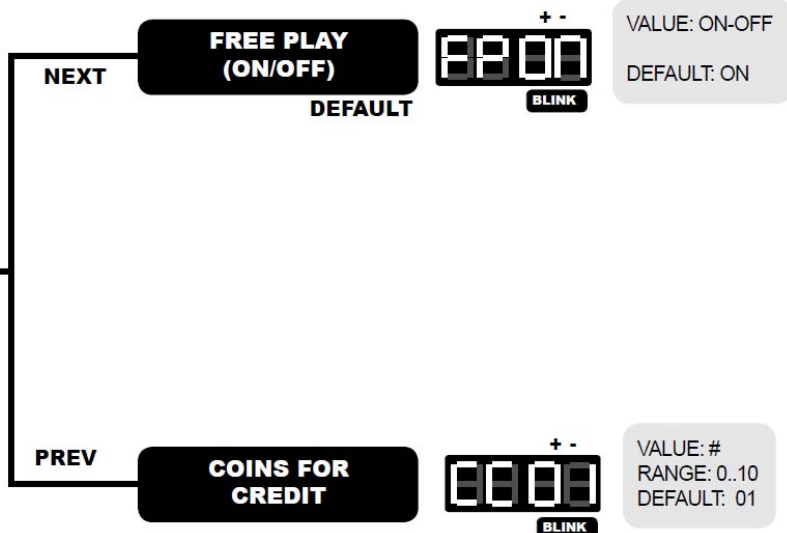 + -
VALUE: ON-OFF
FREE PLAY
(ON/OFF)
FPON
NEXT
DEFAULT: ON
BLINK
DEFAULT
+ -
PREV
COINS FOR
CREDIT
CC01
VALUE: #
RANGE: 0..10
DEFAULT: 01
BLINK